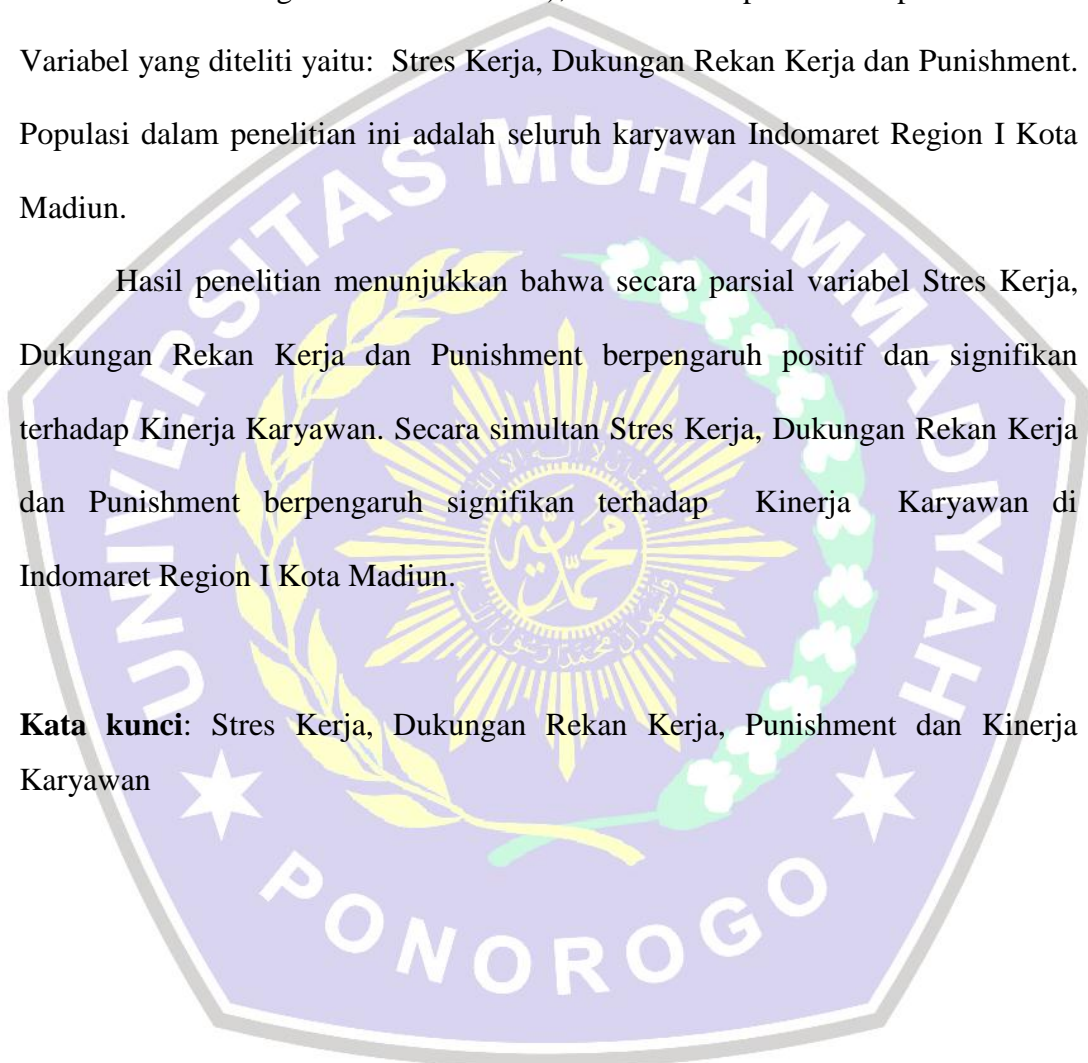 Variabel yang diteliti yaitu: Stres Kerja, Dukungan Rekan Kerja dan Punishment.
Populasi dalam penelitian ini adalah seluruh karyawan Indomaret Region I Kota
Madiun.
Hasil penelitian menunjukkan bahwa secara parsial variabel Stres Kerja,
Dukungan Rekan Kerja dan Punishment berpengaruh positif dan signifikan
terhadap Kinerja Karyawan. Secara simultan Stres Kerja, Dukungan Rekan Kerja
dan Punishment berpengaruh signifikan terhadap Kinerja Karyawan di
Indomaret Region I Kota Madiun.
Kata kunci: Stres Kerja, Dukungan Rekan Kerja, Punishment dan Kinerja
Karyawan
UNIVERSITAS MUHAMMADIYAH
PONOROGO